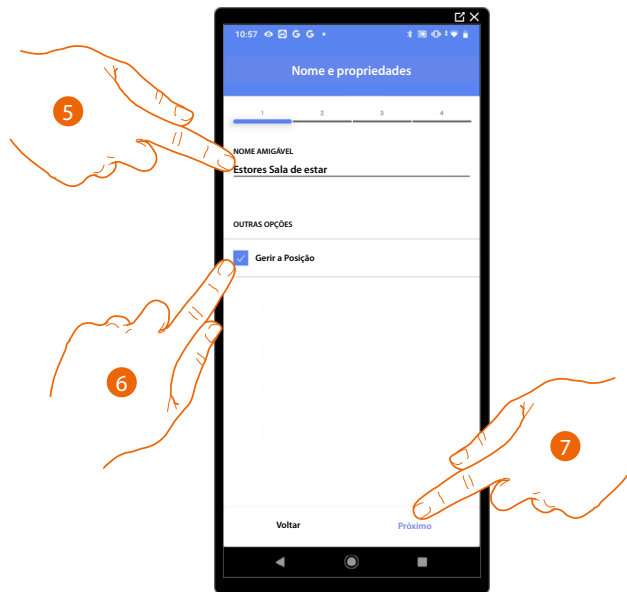 10:57 G G
Nome e propriedades
1 2 3 4
NOME AMIGÁVEL
5
Estores Sala de estar
OUTRAS OPÇÕES
Gerir a Posição
6
7
Voltar Próximo